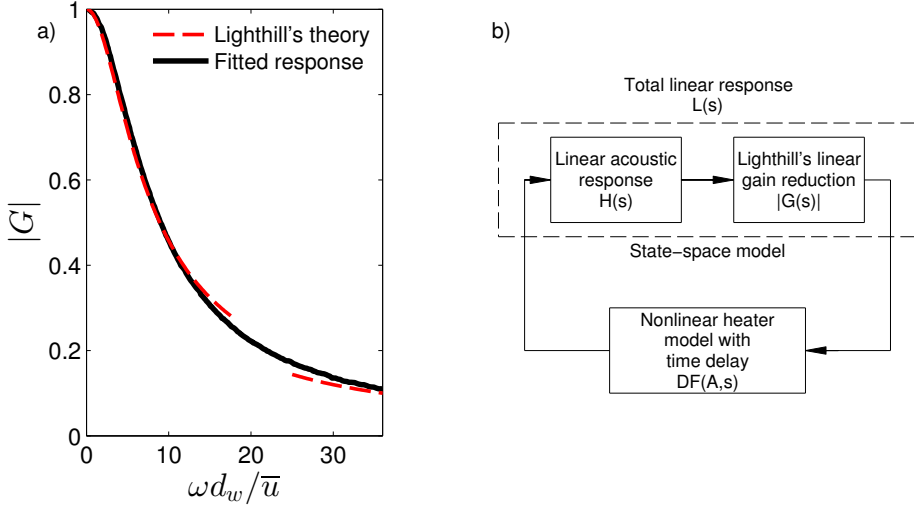 a)
1
0.8
0.6
0.4
0.2
0
|G|
Lighthill's theory
Fitted response
0 10 20 30
ωd_w/u̅
b)
Total linear response
L(s)
Linear acoustic
response
H(s)
Lighthill's linear
gain reduction
|G(s)|
State−space model
Nonlinear heater
model with
time delay
DF(A,s)